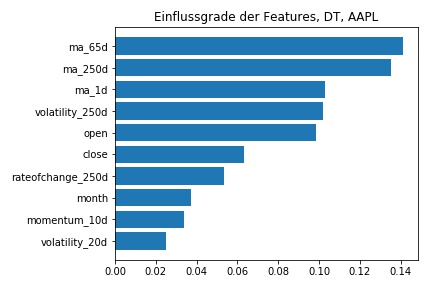 Einflussgrade der Features, DT, AAPL
ma_65d
ma_250d
ma_1d
volatility_250d
open
close
rateofchange_250d
month
momentum_10d
volatility_20d
0.00 0.02 0.04 0.06 0.08 0.10 0.12 0.14